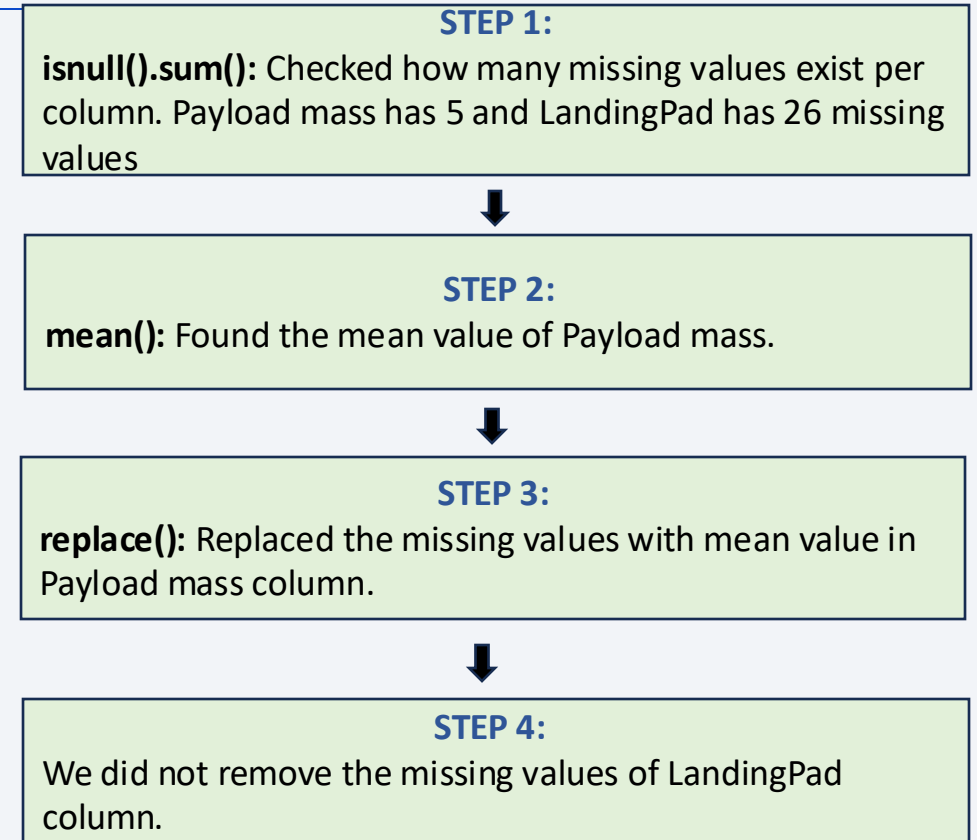 STEP 1:
isnull().sum(): Checked how many missing values exist per
column. Payload mass has 5 and LandingPad has 26 missing
values
STEP 2:
mean(): Found the mean value of Payload mass.
STEP 3:
replace(): Replaced the missing values with mean value in
Payload mass column.
STEP 4:
We did not remove the missing values of LandingPad
column.